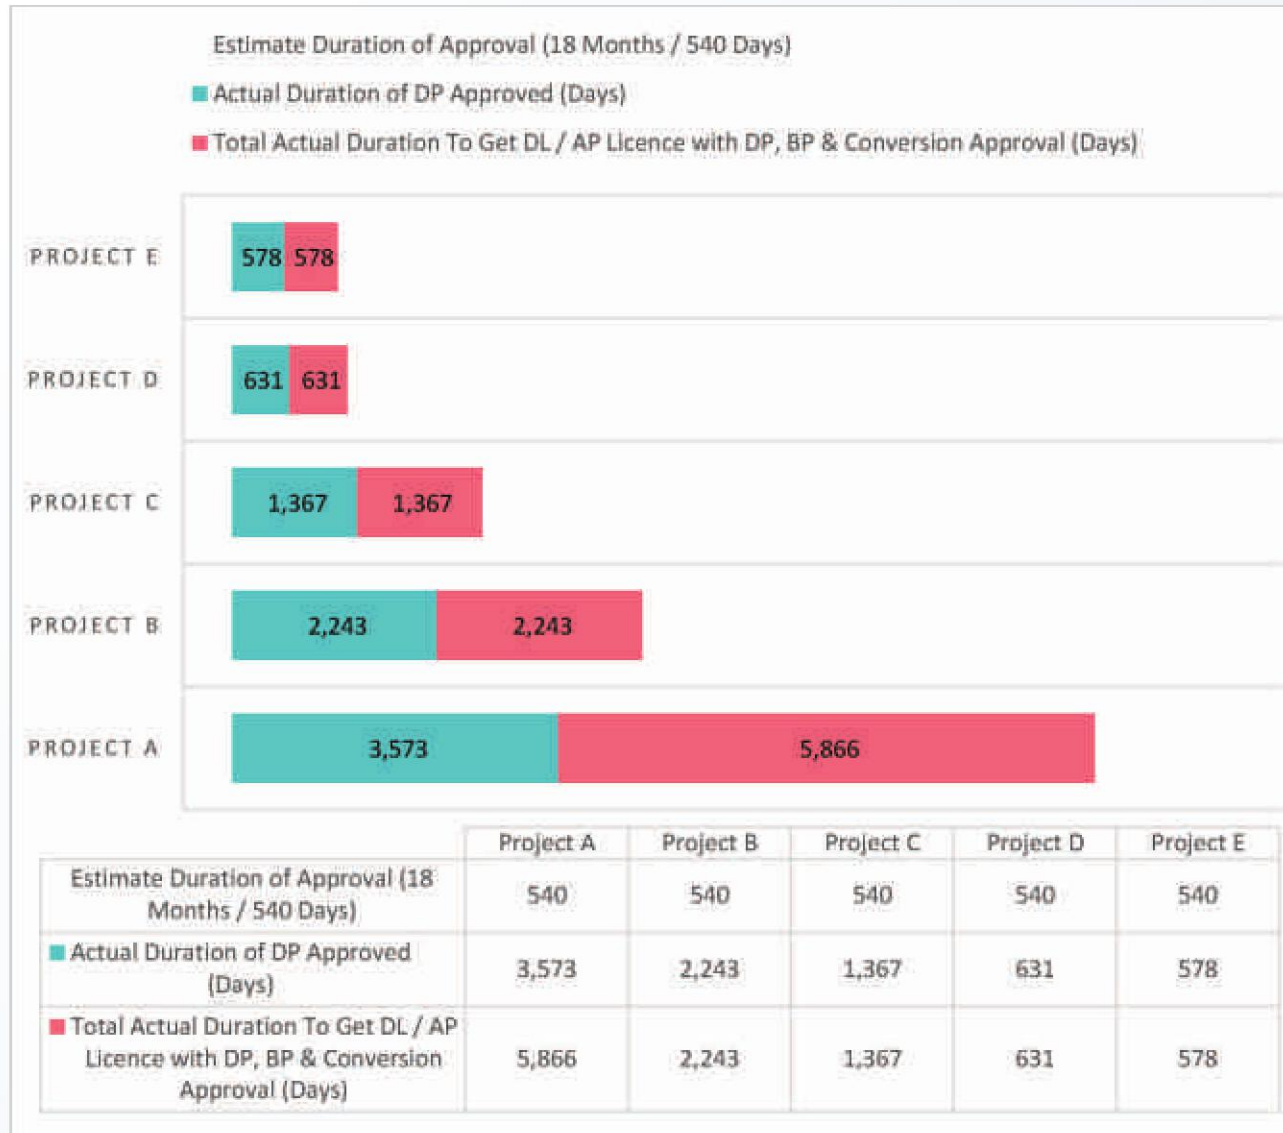 Estimate Duration of Approval (18 Months / 540 Days)
Actual Duration of DP Approved (Days)
Total Actual Duration To Get DL / AP Licence with DP, BP & Conversion Approval (Days)
PROJECT E
578 578
PROJECT D
631 631
PROJECT C
1,367 1,367
PROJECT B
2,243 2,243
PROJECT A
3,573 5,866
Project A Project B Project C Project D Project E
Estimate Duration of Approval (18
Months / 540 Days)
540 540 540 540 540
Actual Duration of DP Approved
(Days)
3,573 2,243 1,367 631 578
Total Actual Duration To Get DL / AP
Licence with DP, BP & Conversion
Approval (Days)
5,866 2,243 1,367 631 578